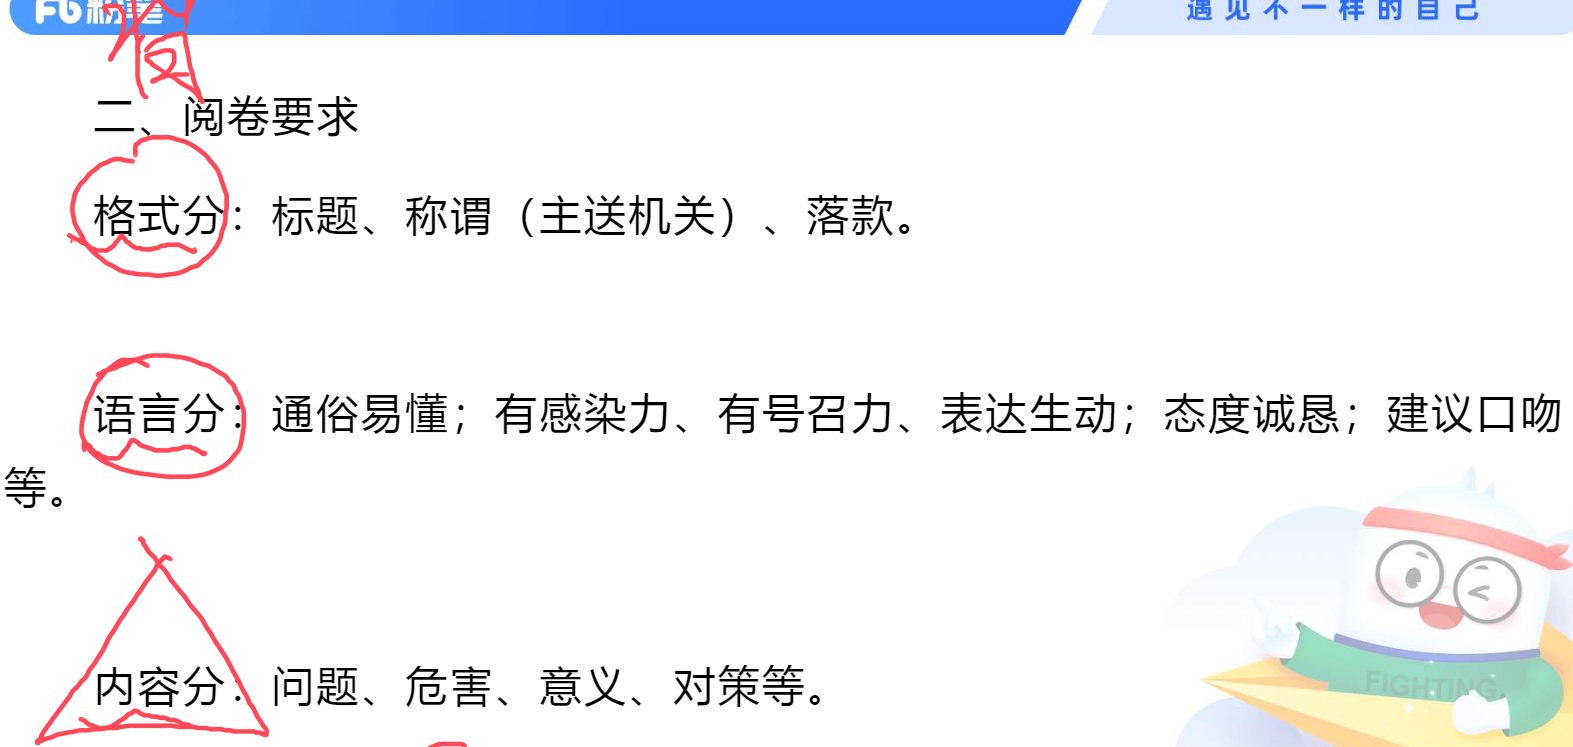 粉笔
遇见不一样的自己
二、阅卷要求
格式分：标题、称谓（主送机关）、落款。
语言分：通俗易懂；有感染力、有号召力、表达生动；态度诚恳；建议口吻
等。
内容分：问题、危害、意义、对策等。
FIGHTING.